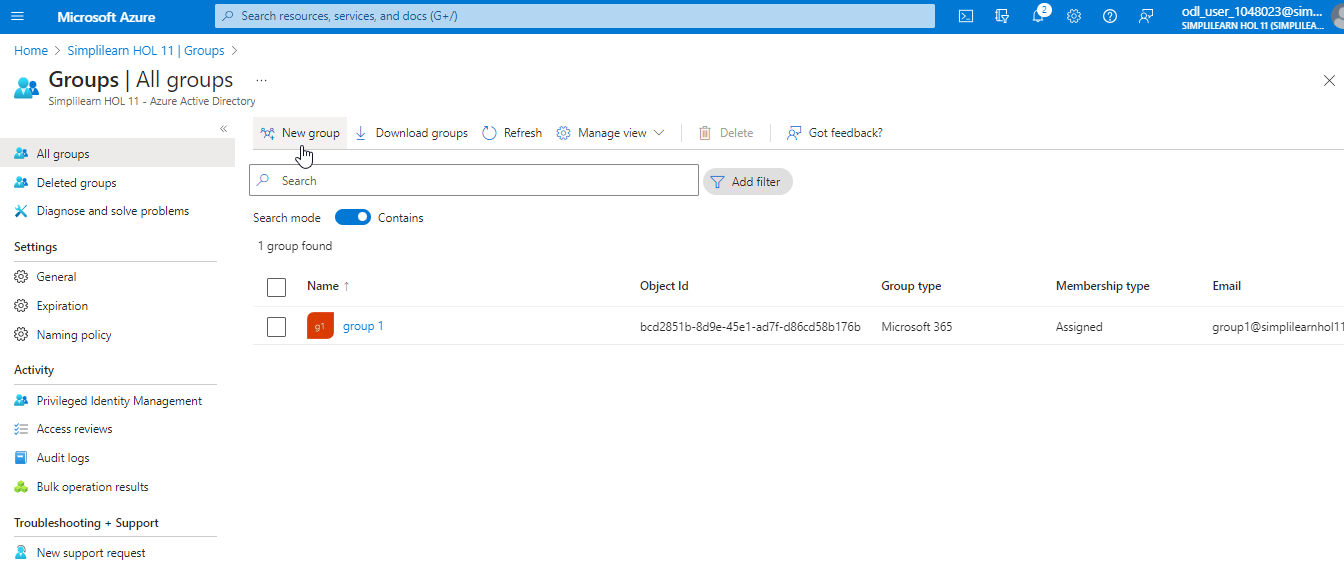 Microsoft Azure
Search resources, services, and docs (G+/)
2
odl_user_1048023@sim...
SIMPLILEARN HOL 11 (SIMPLILEA...
Home > Simplilearn HOL 11 | Groups >
Groups | All groups ...
Simplilearn HOL 11 - Azure Active Directory
«
All groups
Deleted groups
Diagnose and solve problems
Settings
General
Expiration
Naming policy
Activity
Privileged Identity Management
Access reviews
Audit logs
Bulk operation results
Troubleshooting + Support
New support request
New group Download groups Refresh Manage view Delete Got feedback?
Search Add filter
Search mode Contains
1 group found
Name ↑ Object Id Group type Membership type Email
g1 group 1 bcd2851b-8d9e-45e1-ad7f-d86cd58b176b Microsoft 365 Assigned group1@simplilearnhol11